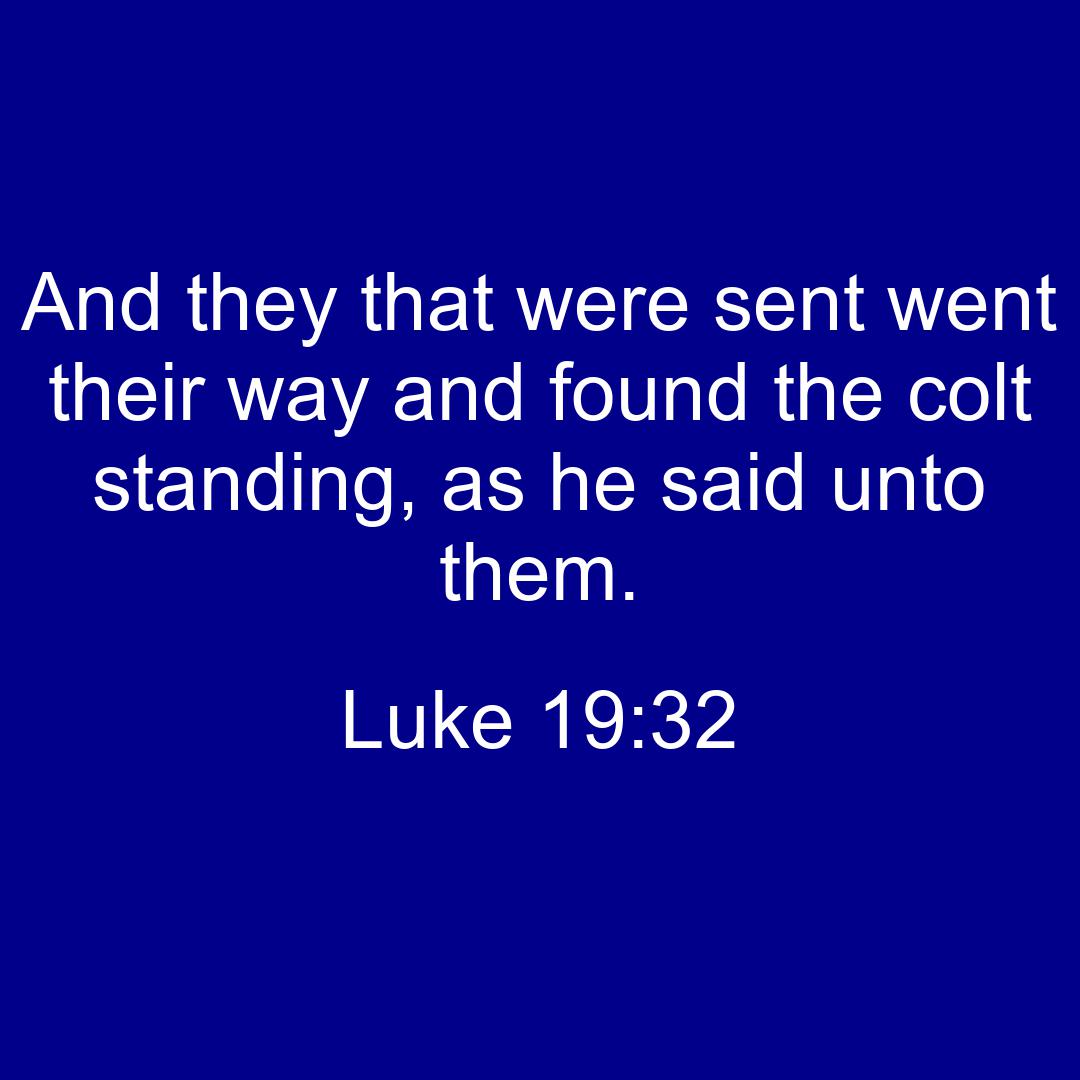 And they that were sent went
their way and found the colt
standing, as he said unto
them.
Luke 19:32